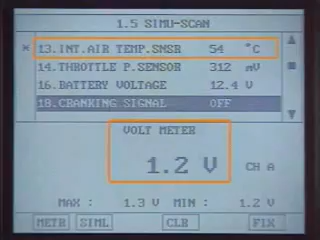 1.5 SIMU-SCAN
* 13.INT.AIR TEMP.SNSR 54 °C
14.THROTTLE P.SENSOR 312 mV
16.BATTERY VOLTAGE 12.4 V
18.CRANKING SIGNAL OFF
VOLT METER
1.2 V CH A
MAX : 1.3 V MIN : 1.2 V
METR SIML CLR FIX